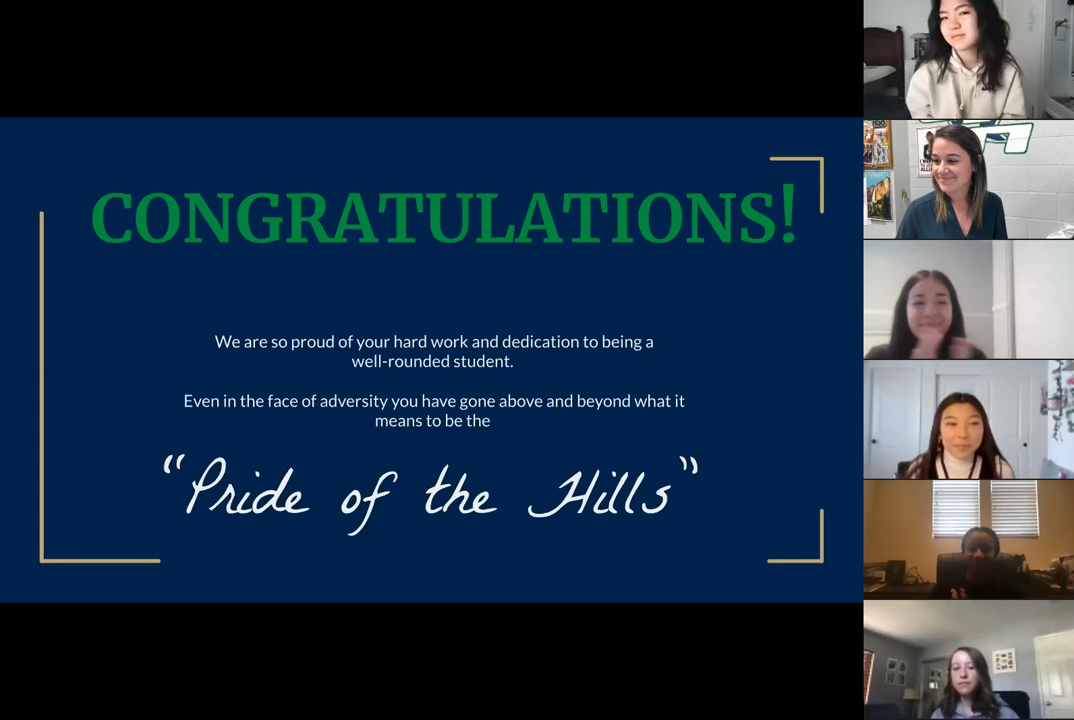 CONGRATULATIONS!
We are so proud of your hard work and dedication to being a
well-rounded student.
Even in the face of adversity you have gone above and beyond what it
means to be the
“Pride of the Hills”